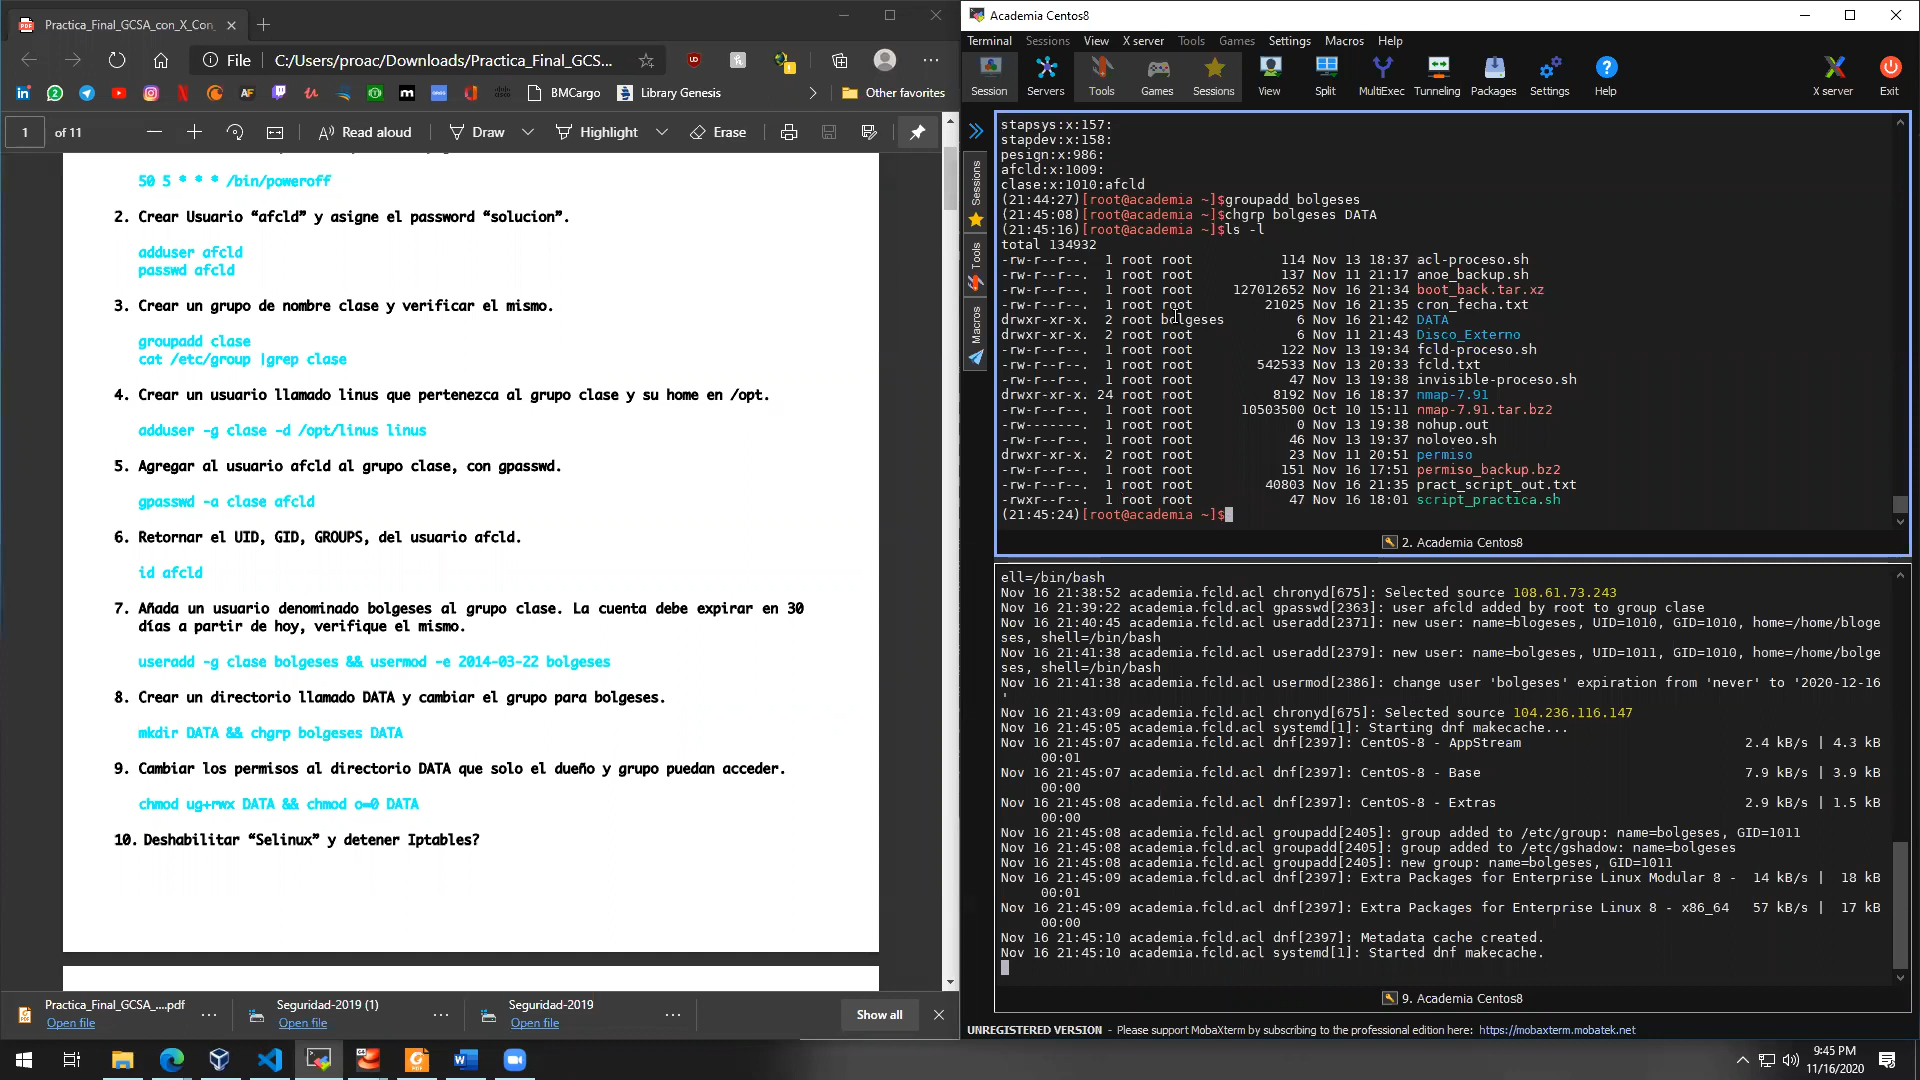 Practica_Final_GCSA_con_X_Con_
File
C:/Users/proac/Downloads/Practica_Final_GCS...
BMCargo
Library Genesis
Other favorites
1 of 11
Read aloud
Draw
Highlight
Erase
50 5 * * * /bin/poweroff
2. Crear Usuario “afcld” y asigne el password “solucion”.
adduser afcld
passwd afcld
3. Crear un grupo de nombre clase y verificar el mismo.
groupadd clase
cat /etc/group |grep clase
4. Crear un usuario llamado linus que pertenezca al grupo clase y su home en /opt.
adduser -g clase -d /opt/linus linus
5. Agregar al usuario afcld al grupo clase, con gpasswd.
gpasswd -a clase afcld
6. Retornar el UID, GID, GROUPS, del usuario afcld.
id afcld
7. Añada un usuario denominado bolgeses al grupo clase. La cuenta debe expirar en 30
días a partir de hoy, verifique el mismo.
useradd -g clase bolgeses && usermod -e 2014-03-22 bolgeses
8. Crear un directorio llamado DATA y cambiar el grupo para bolgeses.
mkdir DATA && chgrp bolgeses DATA
9. Cambiar los permisos al directorio DATA que solo el dueño y grupo puedan acceder.
chmod ug+rwx DATA && chmod o=0 DATA
10. Deshabilitar “Selinux” y detener Iptables?
Practica_Final_GCSA_....pdf
Open file
Seguridad-2019 (1)
Open file
Seguridad-2019
Open file
Show all
Academia Centos8
Terminal Sessions View X server Tools Games Settings Macros Help
Session Servers Tools Games Sessions View Split MultiExec Tunneling Packages Settings Help X server Exit
Sessions
Tools
Macros
stapsys:x:157:
stapdev:x:158:
pesign:x:986:
afcld:x:1009:
clase:x:1010:afcld
(21:44:27)[root@academia ~]$groupadd bolgeses
(21:45:08)[root@academia ~]$chgrp bolgeses DATA
(21:45:16)[root@academia ~]$ls -l
total 134932
-rw-r--r--. 1 root root 114 Nov 13 18:37 acl-proceso.sh
-rw-r--r--. 1 root root 137 Nov 11 21:17 anoe_backup.sh
-rw-r--r--. 1 root root 127012652 Nov 16 21:34 boot_back.tar.xz
-rw-r--r--. 1 root root 21025 Nov 16 21:35 cron_fecha.txt
drwxr-xr-x. 2 root bolgeses 6 Nov 16 21:42 DATA
drwxr-xr-x. 2 root root 6 Nov 11 21:43 Disco_Externo
-rw-r--r--. 1 root root 122 Nov 13 19:34 fcld-proceso.sh
-rw-r--r--. 1 root root 542533 Nov 13 20:33 fcld.txt
-rw-r--r--. 1 root root 47 Nov 13 19:38 invisible-proceso.sh
drwxr-xr-x. 24 root root 8192 Nov 16 18:37 nmap-7.91
-rw-r--r--. 1 root root 10503500 Oct 10 15:11 nmap-7.91.tar.bz2
-rw-------. 1 root root 0 Nov 13 19:38 nohup.out
-rw-r--r--. 1 root root 46 Nov 13 19:37 noloveo.sh
drwxr-xr-x. 2 root root 23 Nov 11 20:51 permiso
-rw-r--r--. 1 root root 151 Nov 16 17:51 permiso_backup.bz2
-rw-r--r--. 1 root root 40803 Nov 16 21:35 pract_script_out.txt
-rwxr--r--. 1 root root 47 Nov 16 18:01 script_practica.sh
(21:45:24)[root@academia ~]$
2. Academia Centos8
ell=/bin/bash
Nov 16 21:38:52 academia.fcld.acl chronyd[675]: Selected source 108.61.73.243
Nov 16 21:39:22 academia.fcld.acl gpasswd[2363]: user afcld added by root to group clase
Nov 16 21:40:45 academia.fcld.acl useradd[2371]: new user: name=blogeses, UID=1010, GID=1010, home=/home/bloge
ses, shell=/bin/bash
Nov 16 21:41:38 academia.fcld.acl useradd[2379]: new user: name=bolgeses, UID=1011, GID=1010, home=/home/bolge
ses, shell=/bin/bash
Nov 16 21:41:38 academia.fcld.acl usermod[2386]: change user 'bolgeses' expiration from 'never' to '2020-12-16
'
Nov 16 21:43:09 academia.fcld.acl chronyd[675]: Selected source 104.236.116.147
Nov 16 21:45:05 academia.fcld.acl systemd[1]: Starting dnf makecache...
Nov 16 21:45:07 academia.fcld.acl dnf[2397]: CentOS-8 - AppStream 2.4 kB/s | 4.3 kB
00:01
Nov 16 21:45:07 academia.fcld.acl dnf[2397]: CentOS-8 - Base 7.9 kB/s | 3.9 kB
00:00
Nov 16 21:45:08 academia.fcld.acl dnf[2397]: CentOS-8 - Extras 2.9 kB/s | 1.5 kB
00:00
Nov 16 21:45:08 academia.fcld.acl groupadd[2405]: group added to /etc/group: name=bolgeses, GID=1011
Nov 16 21:45:08 academia.fcld.acl groupadd[2405]: group added to /etc/gshadow: name=bolgeses
Nov 16 21:45:08 academia.fcld.acl groupadd[2405]: new group: name=bolgeses, GID=1011
Nov 16 21:45:09 academia.fcld.acl dnf[2397]: Extra Packages for Enterprise Linux Modular 8 - 14 kB/s | 18 kB
00:01
Nov 16 21:45:09 academia.fcld.acl dnf[2397]: Extra Packages for Enterprise Linux 8 - x86_64 57 kB/s | 17 kB
00:00
Nov 16 21:45:10 academia.fcld.acl dnf[2397]: Metadata cache created.
Nov 16 21:45:10 academia.fcld.acl systemd[1]: Started dnf makecache.
9. Academia Centos8
UNREGISTERED VERSION - Please support MobaXterm by subscribing to the professional edition here: https://mobaxterm.mobatek.net
9:45 PM
11/16/2020